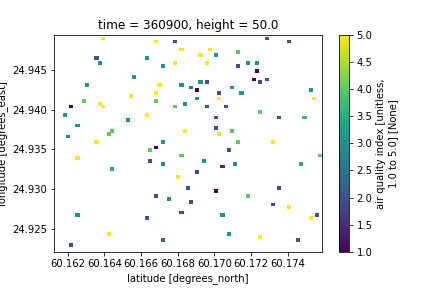 time = 360900, height = 50.0
24.945
24.940
24.935
24.930
24.925
longitude [degrees_east]
60.162 60.164 60.166 60.168 60.170 60.172 60.174
latitude [degrees_north]
5.0
4.5
4.0
3.5
3.0
2.5
2.0
1.5
1.0
air quality index [unitless,
1.0 to 5.0] [None]